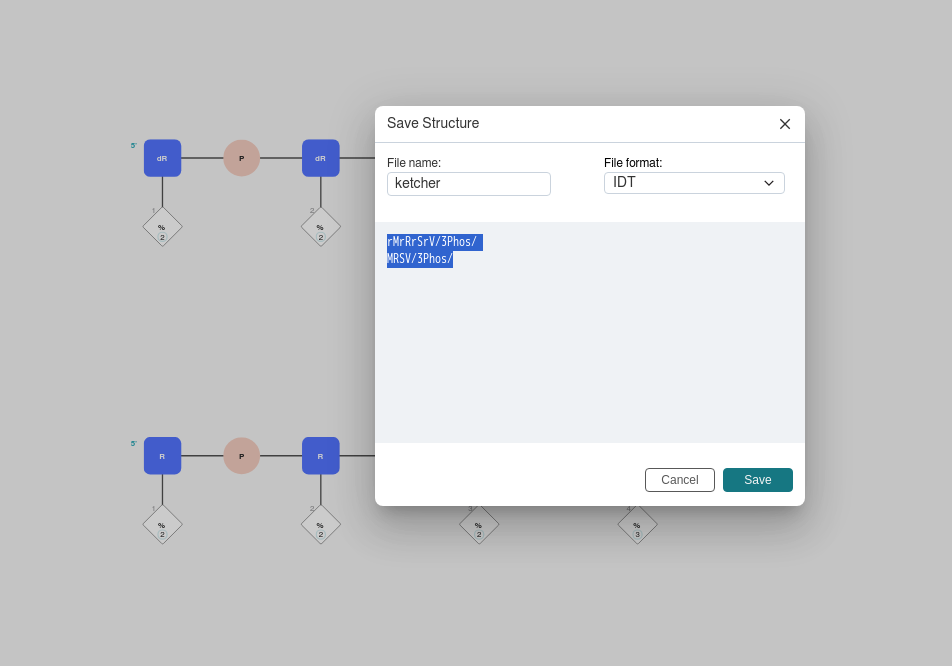 Save Structure
File name:
File format:
ketcher
IDT
rMrRrSrV/3Phos/
MRSV/3Phos/
Cancel
Save
5'
dR
P
dR
1
%
2
2
%
2
5'
R
P
R
1
%
2
2
%
2
3
%
2
4
%
3